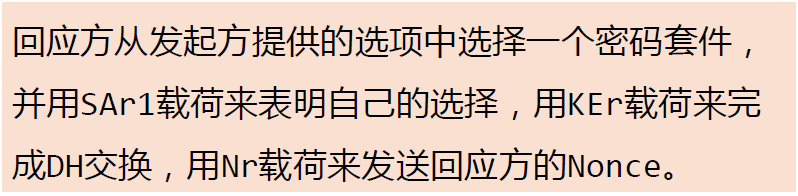 回应方从发起方提供的选项中选择一个密码套件，
并用SAr1载荷来表明自己的选择，用KEr载荷来完
成DH交换，用Nr载荷来发送回应方的Nonce。